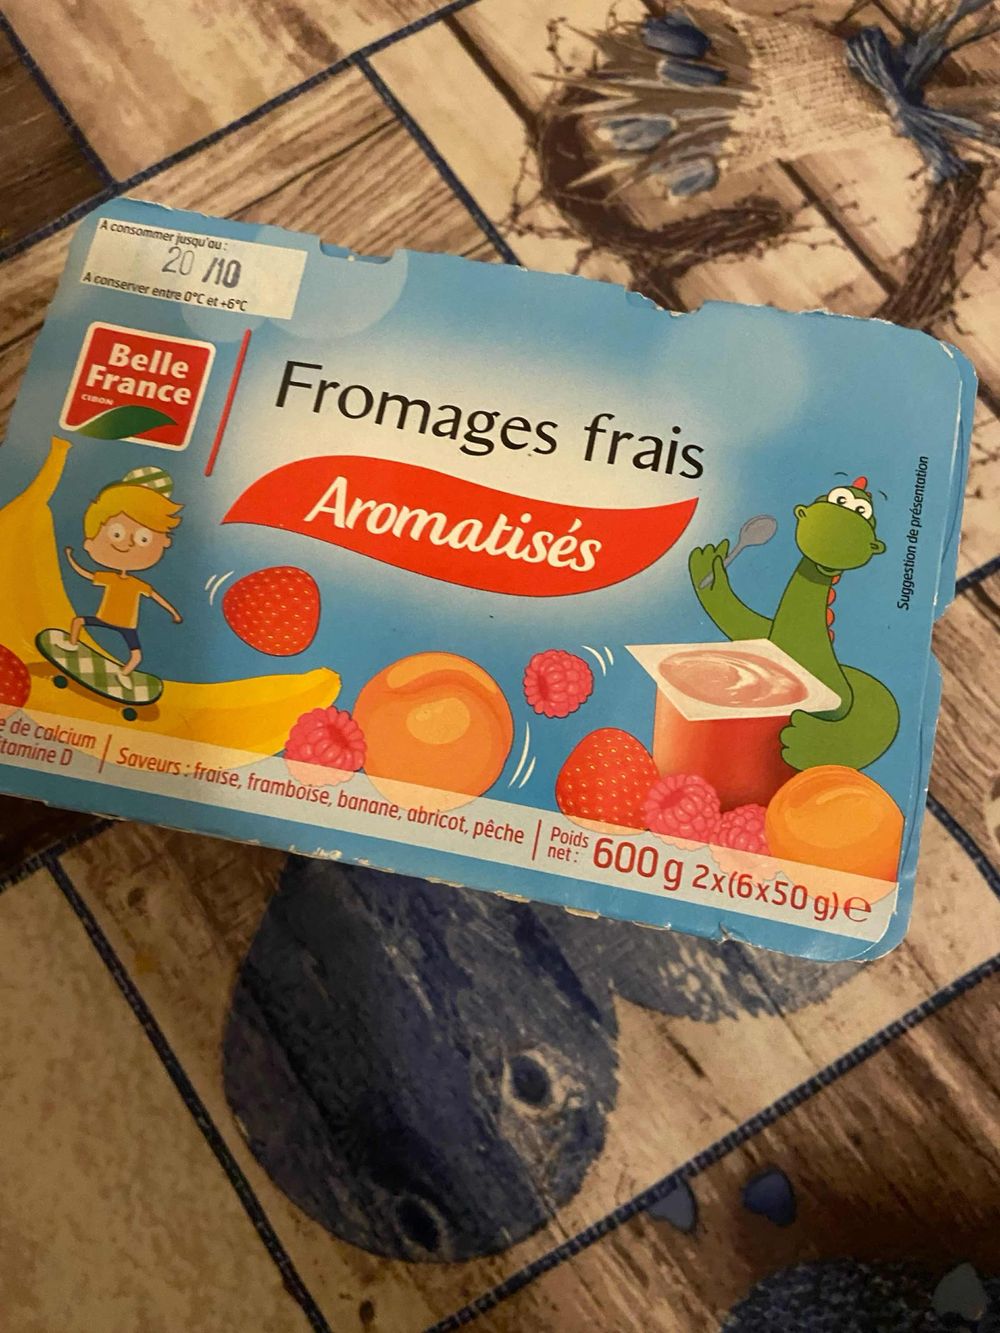 A consommer jusqu'au :
20 /10
A conserver entre 0°C et +6°C
Belle
France
CIDON
Fromages frais
Aromatisés
Suggestion de présentation
de calcium
Saveurs : fraise, framboise, banane, abricot, pêche
Poids
net :
600 g 2x(6x50 g) ℮